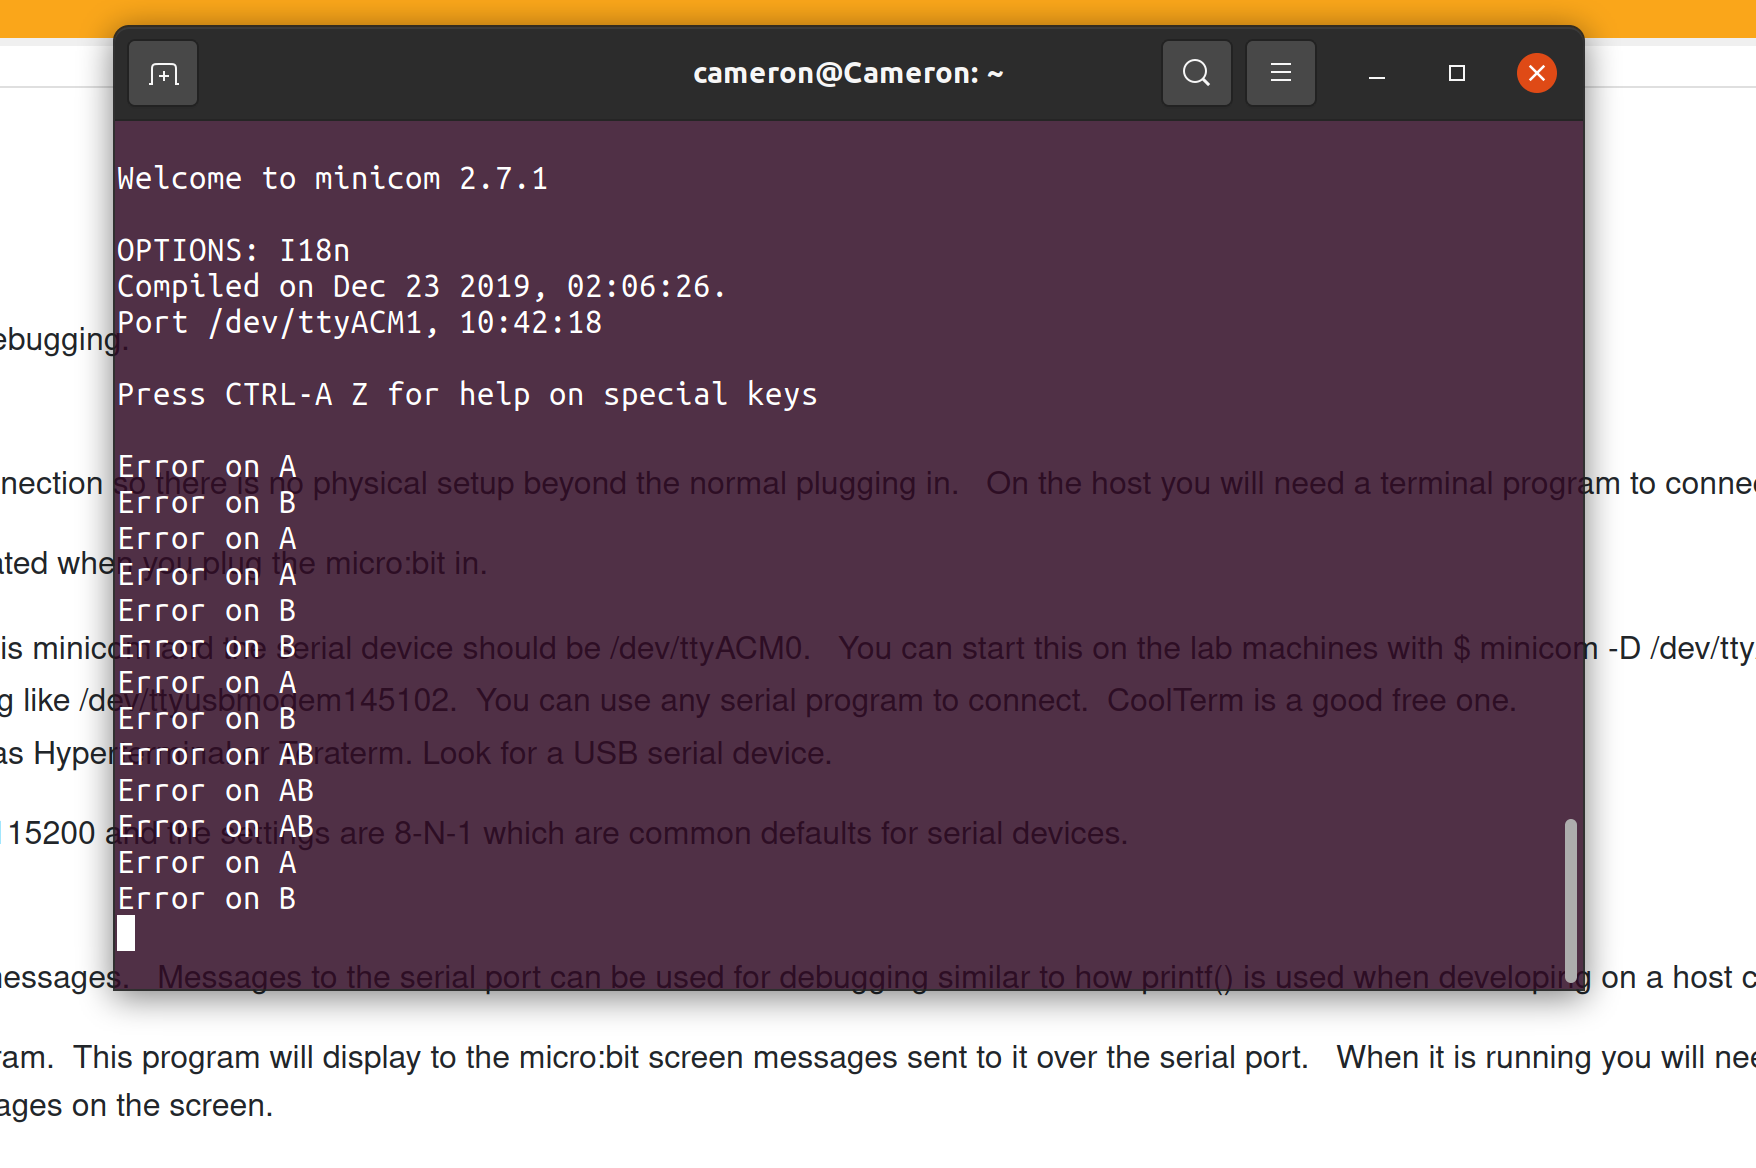 cameron@Cameron: ~
Welcome to minicom 2.7.1
OPTIONS: I18n
Compiled on Dec 23 2019, 02:06:26.
Port /dev/ttyACM1, 10:42:18
ebugging.
Press CTRL-A Z for help on special keys
Error on A
nection so there is no physical setup beyond the normal plugging in. On the host you will need a terminal program to connec
Error on B
Error on A
ated when you plug the micro:bit in.
Error on A
Error on B
Error on B
is minicom and the serial device should be /dev/ttyACM0. You can start this on the lab machines with $ minicom -D /dev/tty
Error on A
g like /dev/ttyusbmodem145102. You can use any serial program to connect. CoolTerm is a good free one.
Error on B
Error on AB
as Hyperterminal or Teraterm. Look for a USB serial device.
Error on AB
Error on AB
115200 and the settings are 8-N-1 which are common defaults for serial devices.
Error on A
Error on B
essages. Messages to the serial port can be used for debugging similar to how printf() is used when developing on a host c
ram. This program will display to the micro:bit screen messages sent to it over the serial port. When it is running you will nee
ages on the screen.